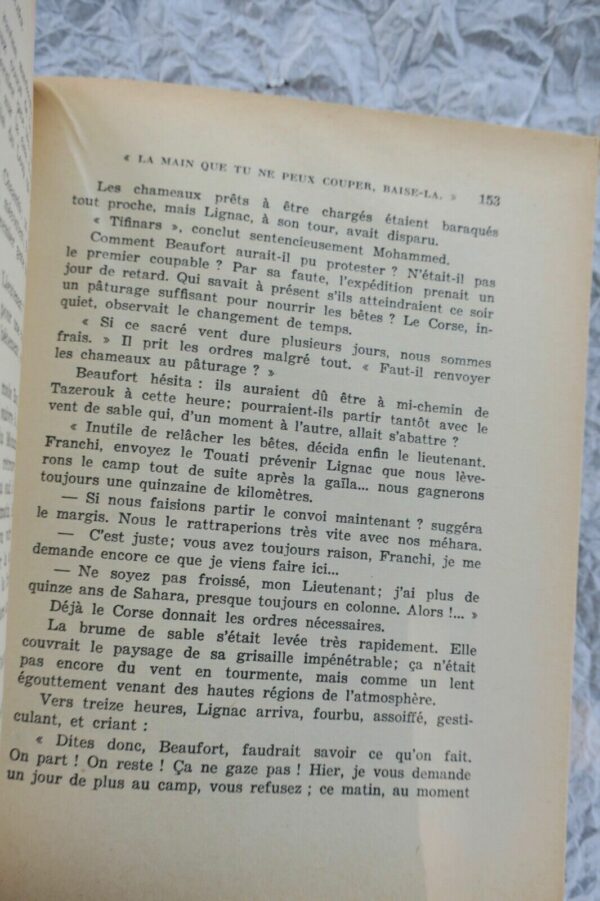 « LA MAIN QUE TU NE PEUX COUPER, BAISE-LA. » 153
Les chameaux prêts à être chargés étaient baraqués
tout proche, mais Lignac, à son tour, avait disparu.
« Tifinars », conclut sentencieusement Mohammed.
Comment Beaufort aurait-il pu protester ? N'était-il pas
le premier coupable ? Par sa faute, l'expédition prenait un
jour de retard. Qui savait à présent s'ils atteindraient ce soir
un pâturage suffisant pour nourrir les bêtes ? Le Corse, in-
quiet, observait le changement de temps.
« Si ce sacré vent dure plusieurs jours, nous sommes
frais. » Il prit les ordres malgré tout. « Faut-il renvoyer
les chameaux au pâturage ? »
Beaufort hésita : ils auraient dû être à mi-chemin de
Tazerouk à cette heure; pourraient-ils partir tantôt avec le
vent de sable qui, d'un moment à l'autre, allait s'abattre ?
« Inutile de relâcher les bêtes, décida enfin le lieutenant.
Franchi, envoyez le Touati prévenir Lignac que nous lève-
rons le camp tout de suite après la gaïla... nous gagnerons
toujours une quinzaine de kilomètres.
— Si nous faisions partir le convoi maintenant ? suggéra
le margis. Nous le rattraperions très vite avec nos méhara.
— C'est juste; vous avez toujours raison, Franchi, je me
demande encore ce que je viens faire ici...
— Ne soyez pas froissé, mon Lieutenant; j'ai plus de
quinze ans de Sahara, presque toujours en colonne. Alors !... »
Déjà le Corse donnait les ordres nécessaires.
La brume de sable s'était levée très rapidement. Elle
couvrait le paysage de sa grisaille impénétrable; ça n'était
pas encore du vent en tourmente, mais comme un lent
égouttement venant des hautes régions de l'atmosphère.
Vers treize heures, Lignac arriva, fourbu, assoiffé, gesti-
culant, et criant :
« Dites donc, Beaufort, faudrait savoir ce qu'on fait.
On part ! On reste ! Ça ne gaze pas ! Hier, je vous demande
un jour de plus au camp, vous refusez ; ce matin, au moment